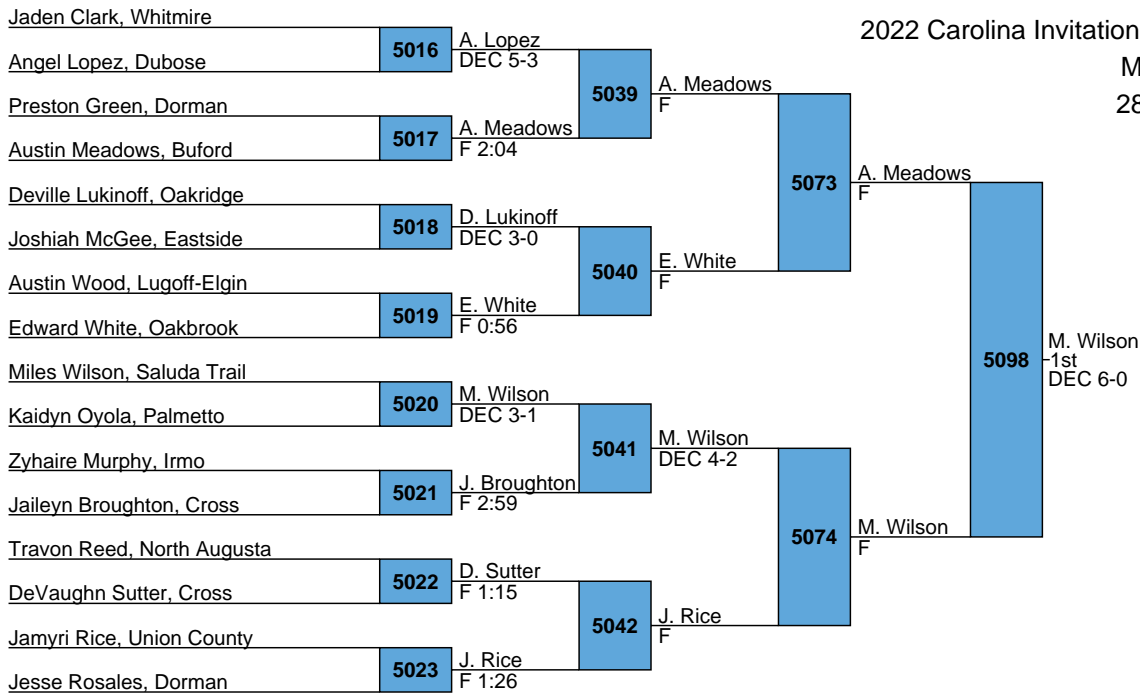 Jaden Clark, Whitmire
Angel Lopez, Dubose
Preston Green, Dorman
Austin Meadows, Buford
Deville Lukinoff, Oakridge
Joshiah McGee, Eastside
Austin Wood, Lugoff-Elgin
Edward White, Oakbrook
Miles Wilson, Saluda Trail
Kaidyn Oyola, Palmetto
Zyhaire Murphy, Irmo
Jaileyn Broughton, Cross
Travon Reed, North Augusta
DeVaughn Sutter, Cross
Jamyri Rice, Union County
Jesse Rosales, Dorman
5016
5017
5018
5019
5020
5021
5022
5023
A. Lopez
DEC 5-3
A. Meadows
F 2:04
D. Lukinoff
DEC 3-0
E. White
F 0:56
M. Wilson
DEC 3-1
J. Broughton
F 2:59
D. Sutter
F 1:15
J. Rice
F 1:26
5039
5040
5041
5042
A. Meadows
F
E. White
F
M. Wilson
DEC 4-2
J. Rice
F
5073
5074
A. Meadows
F
M. Wilson
F
5098
M. Wilson
1st
DEC 6-0
2022 Carolina Invitation
M
28